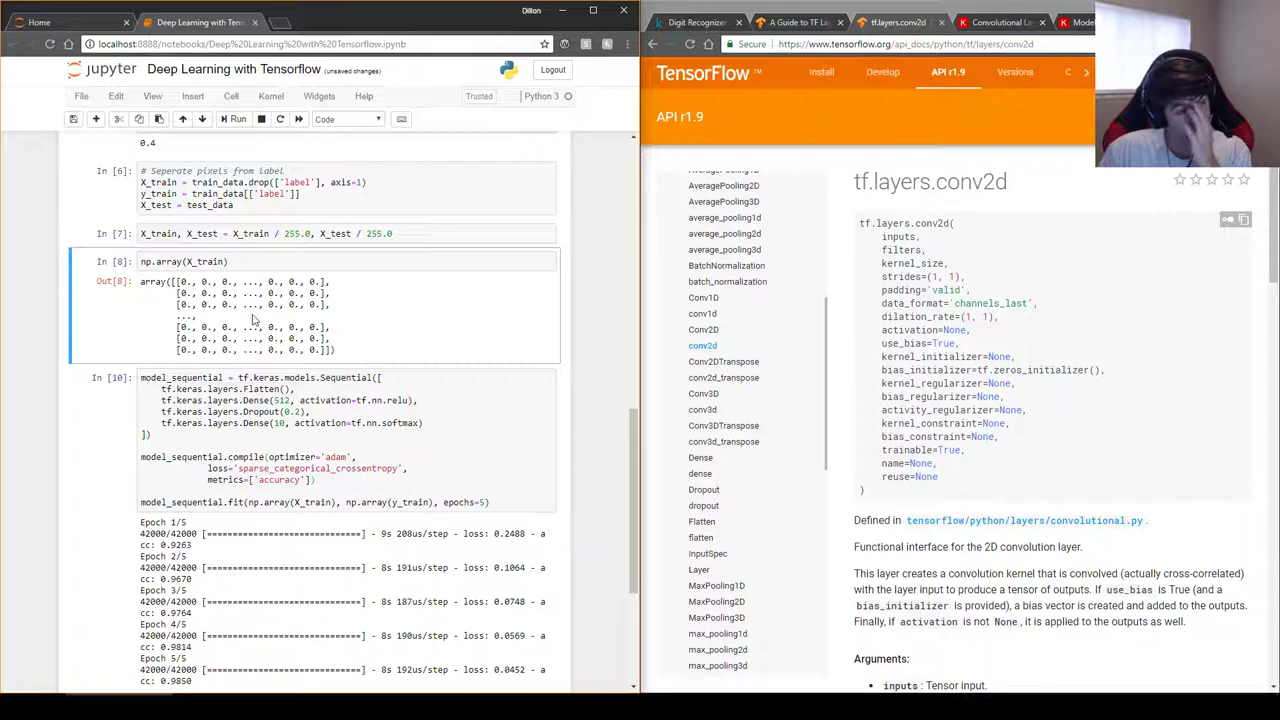 Home
Deep Learning with Tens
Dillon
localhost:8888/notebooks/Deep%20Learning%20with%20Tensorflow.ipynb
jupyter Deep Learning with Tensorflow (unsaved changes)
Logout
File Edit View Insert Cell Kernel Widgets Help
Trusted
Python 3
Run
Code
0.4
In [6]:
# Seperate pixels from label
X_train = train_data.drop(['label'], axis=1)
y_train = train_data[['label']]
X_test = test_data
In [7]:
X_train, X_test = X_train / 255.0, X_test / 255.0
In [8]:
np.array(X_train)
Out[8]:
array([[0., 0., 0., ..., 0., 0., 0.],
[0., 0., 0., ..., 0., 0., 0.],
[0., 0., 0., ..., 0., 0., 0.],
...,
[0., 0., 0., ..., 0., 0., 0.],
[0., 0., 0., ..., 0., 0., 0.],
[0., 0., 0., ..., 0., 0., 0.]])
In [10]:
model_sequential = tf.keras.models.Sequential([
tf.keras.layers.Flatten(),
tf.keras.layers.Dense(512, activation=tf.nn.relu),
tf.keras.layers.Dropout(0.2),
tf.keras.layers.Dense(10, activation=tf.nn.softmax)
])
model_sequential.compile(optimizer='adam',
loss='sparse_categorical_crossentropy',
metrics=['accuracy'])
model_sequential.fit(np.array(X_train), np.array(y_train), epochs=5)
Epoch 1/5
42000/42000 [==============================] - 9s 208us/step - loss: 0.2488 - a
cc: 0.9263
Epoch 2/5
42000/42000 [==============================] - 8s 191us/step - loss: 0.1064 - a
cc: 0.9670
Epoch 3/5
42000/42000 [==============================] - 8s 187us/step - loss: 0.0748 - a
cc: 0.9764
Epoch 4/5
42000/42000 [==============================] - 8s 190us/step - loss: 0.0569 - a
cc: 0.9814
Epoch 5/5
42000/42000 [==============================] - 8s 192us/step - loss: 0.0452 - a
cc: 0.9850
Digit Recognizer
A Guide to TF Lay
tf.layers.conv2d
Convolutional La
Model
Secure
https://www.tensorflow.org/api_docs/python/tf/layers/conv2d
TensorFlow ™
Install
Develop
API r1.9
Versions
C
API r1.9
AveragePooling1D
AveragePooling2D
AveragePooling3D
average_pooling1d
average_pooling2d
average_pooling3d
BatchNormalization
batch_normalization
Conv1D
conv1d
Conv2D
conv2d
Conv2DTranspose
conv2d_transpose
Conv3D
conv3d
Conv3DTranspose
conv3d_transpose
Dense
dense
Dropout
dropout
Flatten
flatten
InputSpec
Layer
MaxPooling1D
MaxPooling2D
MaxPooling3D
max_pooling1d
max_pooling2d
max_pooling3d
tf.layers.conv2d
tf.layers.conv2d(
inputs,
filters,
kernel_size,
strides=(1, 1),
padding='valid',
data_format='channels_last',
dilation_rate=(1, 1),
activation=None,
use_bias=True,
kernel_initializer=None,
bias_initializer=tf.zeros_initializer(),
kernel_regularizer=None,
bias_regularizer=None,
activity_regularizer=None,
kernel_constraint=None,
bias_constraint=None,
trainable=True,
name=None,
reuse=None
)
Defined in tensorflow/python/layers/convolutional.py.
Functional interface for the 2D convolution layer.
This layer creates a convolution kernel that is convolved (actually cross-correlated)
with the layer input to produce a tensor of outputs. If use_bias is True (and a
bias_initializer is provided), a bias vector is created and added to the outputs.
Finally, if activation is not None, it is applied to the outputs as well.
Arguments:
• inputs: Tensor input.